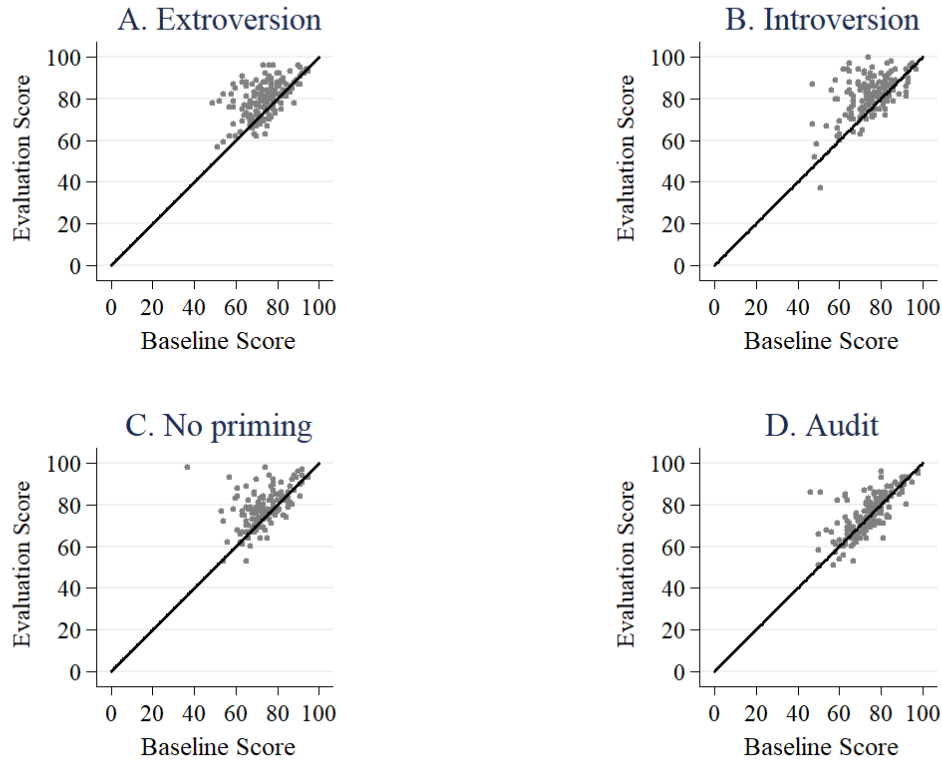 A. Extroversion
Evaluation Score
100
80
60
40
20
0
0 20 40 60 80 100
Baseline Score
B. Introversion
Evaluation Score
100
80
60
40
20
0
0 20 40 60 80 100
Baseline Score
C. No priming
Evaluation Score
100
80
60
40
20
0
0 20 40 60 80 100
Baseline Score
D. Audit
Evaluation Score
100
80
60
40
20
0
0 20 40 60 80 100
Baseline Score